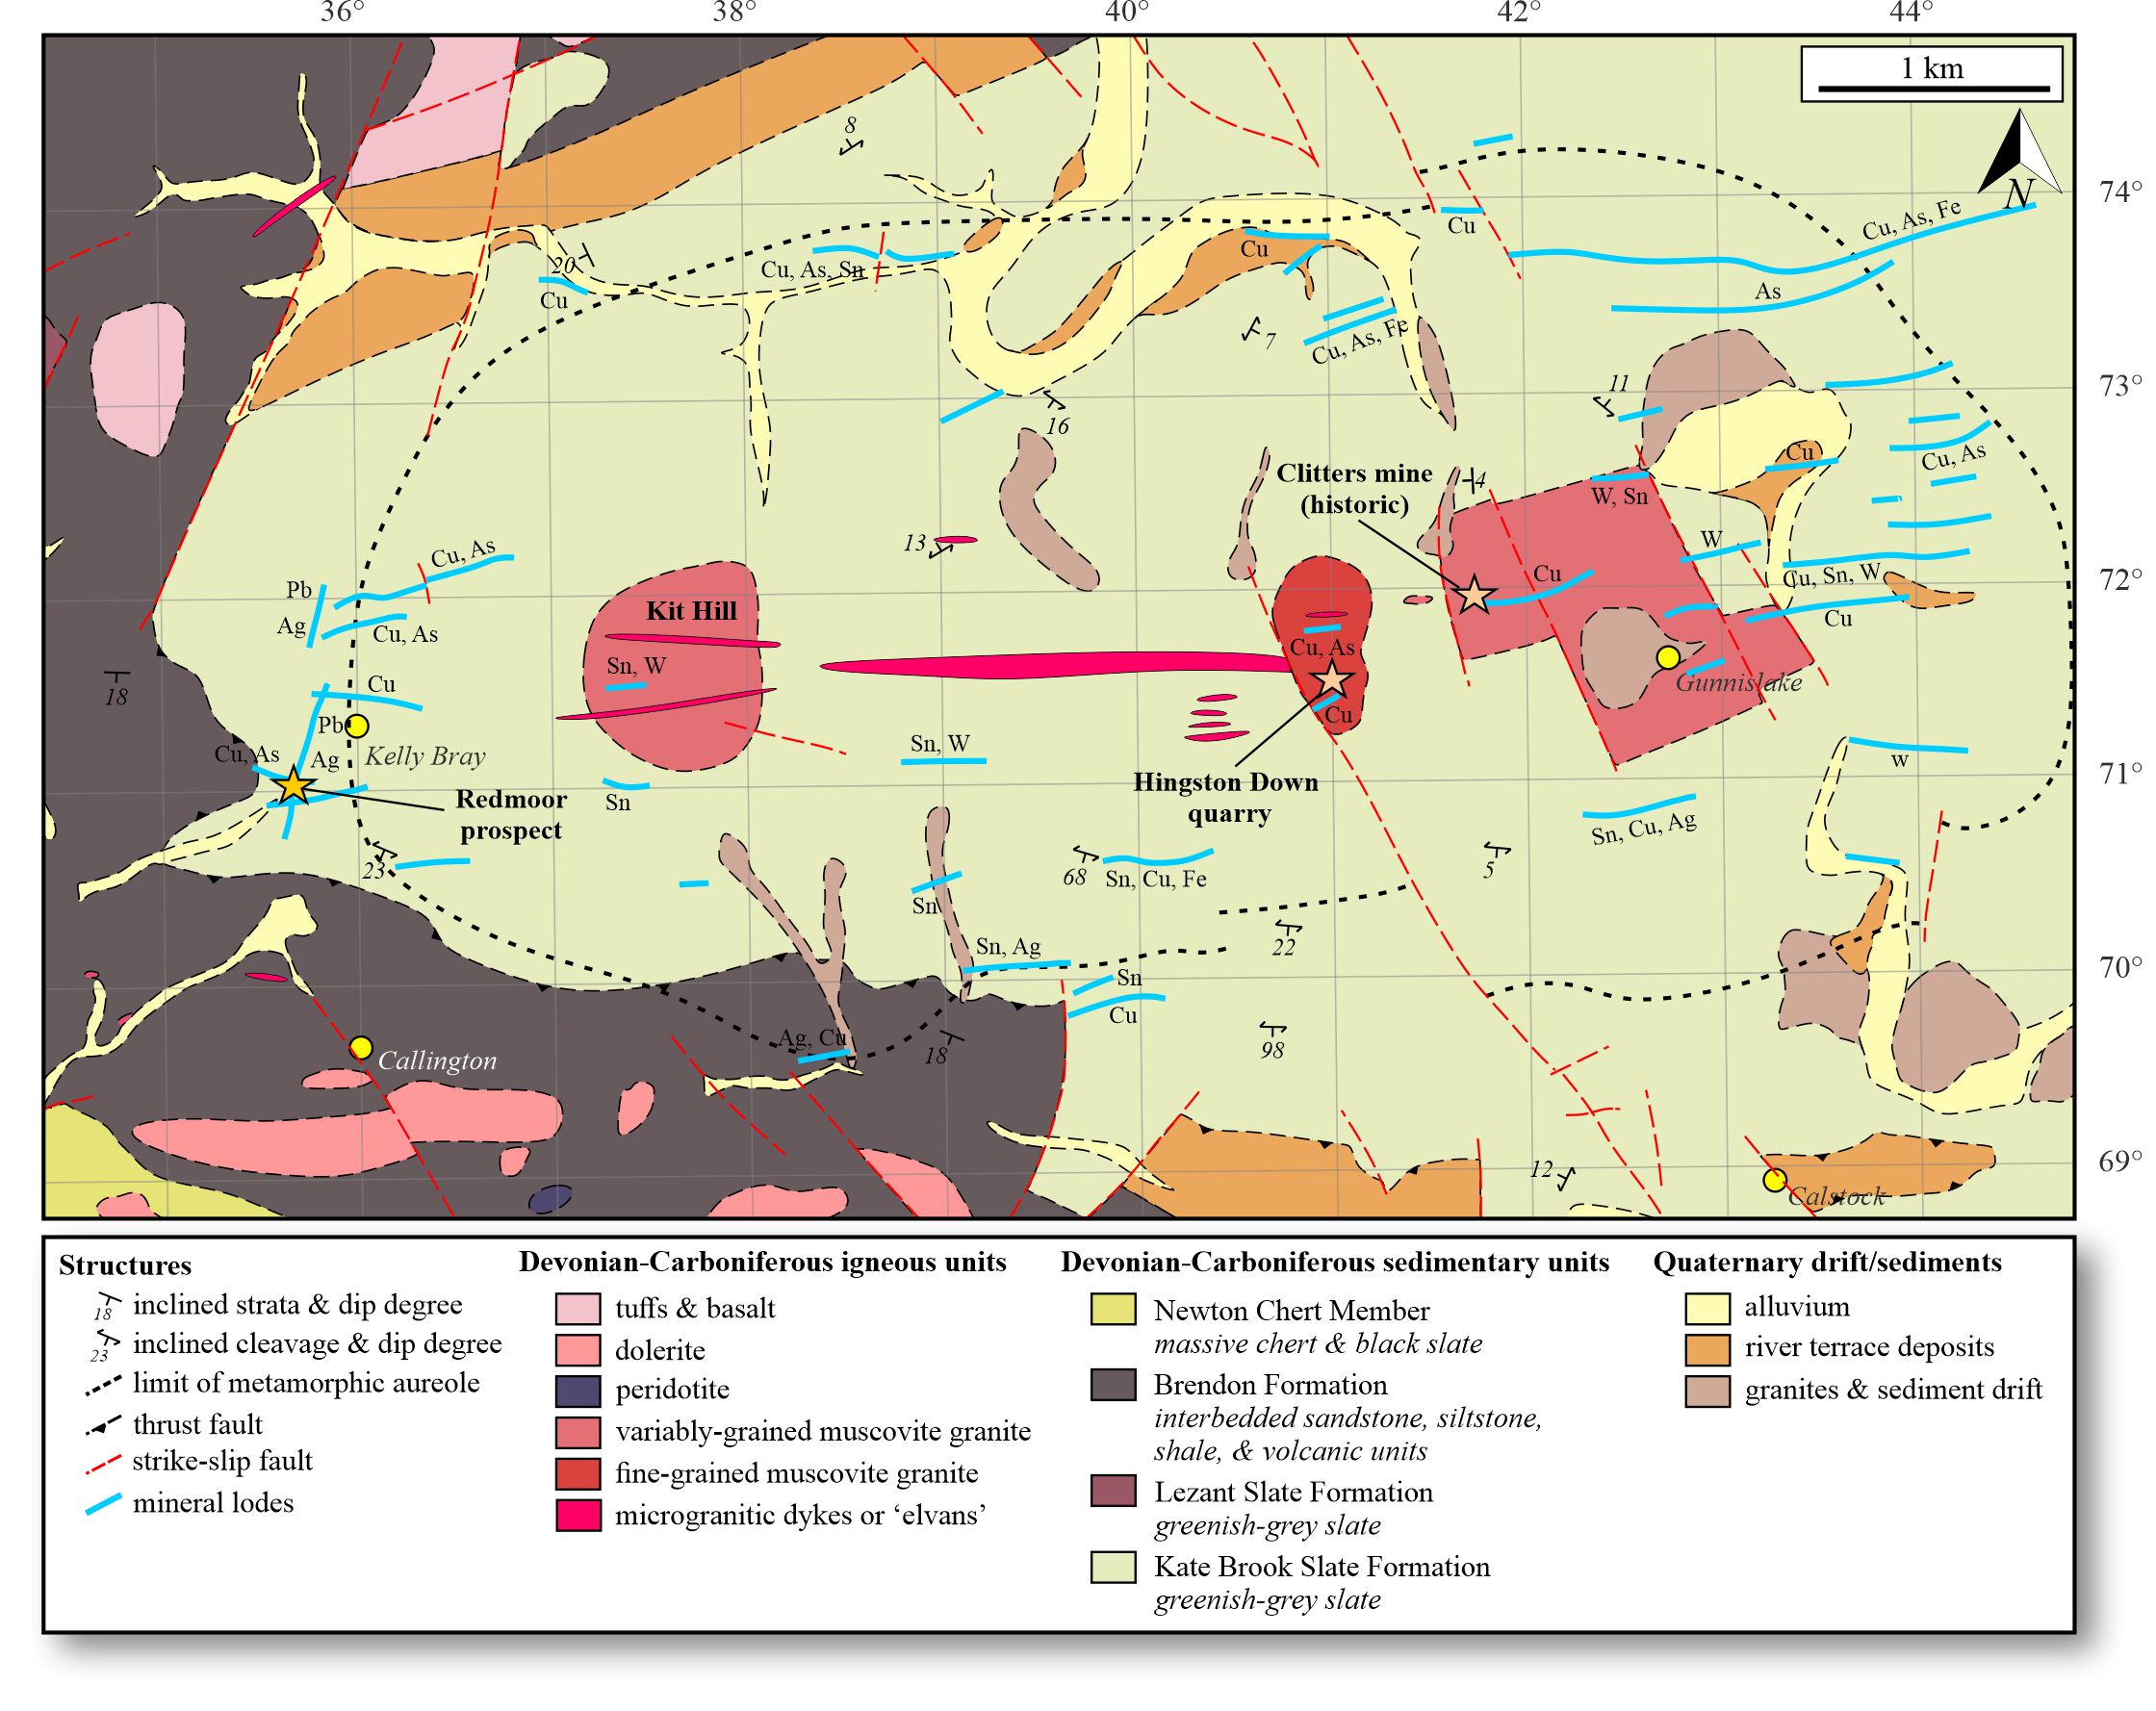 36° 38° 40° 42° 44°
1 km
N
74°
73°
72°
71°
70°
69°
8
20
Cu
Cu, As, Sn
Cu
Cu
Cu, As, Fe
As
7
Cu, As, Fe
16
11
Cu
Cu, As
Clitters mine
(historic)
4
W, Sn
W
13
Cu, As
Pb
Ag
Cu, As
Kit Hill
Sn, W
Cu
Cu, Sn, W
Cu
Cu, As
Cu
Gunnislake
18
Cu
Pb
Kelly Bray
Cu, As
Ag
Redmoor
prospect
Sn, W
Sn
Hingston Down
quarry
w
Sn, Cu, Ag
23
68
Sn, Cu, Fe
5
Sn
22
Sn, Ag
Sn
Cu
Ag, Cu
18
98
Callington
12
Calstock
Structures
18 inclined strata & dip degree
23 inclined cleavage & dip degree
limit of metamorphic aureole
thrust fault
strike-slip fault
mineral lodes
Devonian-Carboniferous igneous units
tuffs & basalt
dolerite
peridotite
variably-grained muscovite granite
fine-grained muscovite granite
microgranitic dykes or ‘elvans’
Devonian-Carboniferous sedimentary units
Newton Chert Member
massive chert & black slate
Brendon Formation
interbedded sandstone, siltstone,
shale, & volcanic units
Lezant Slate Formation
greenish-grey slate
Kate Brook Slate Formation
greenish-grey slate
Quaternary drift/sediments
alluvium
river terrace deposits
granites & sediment drift